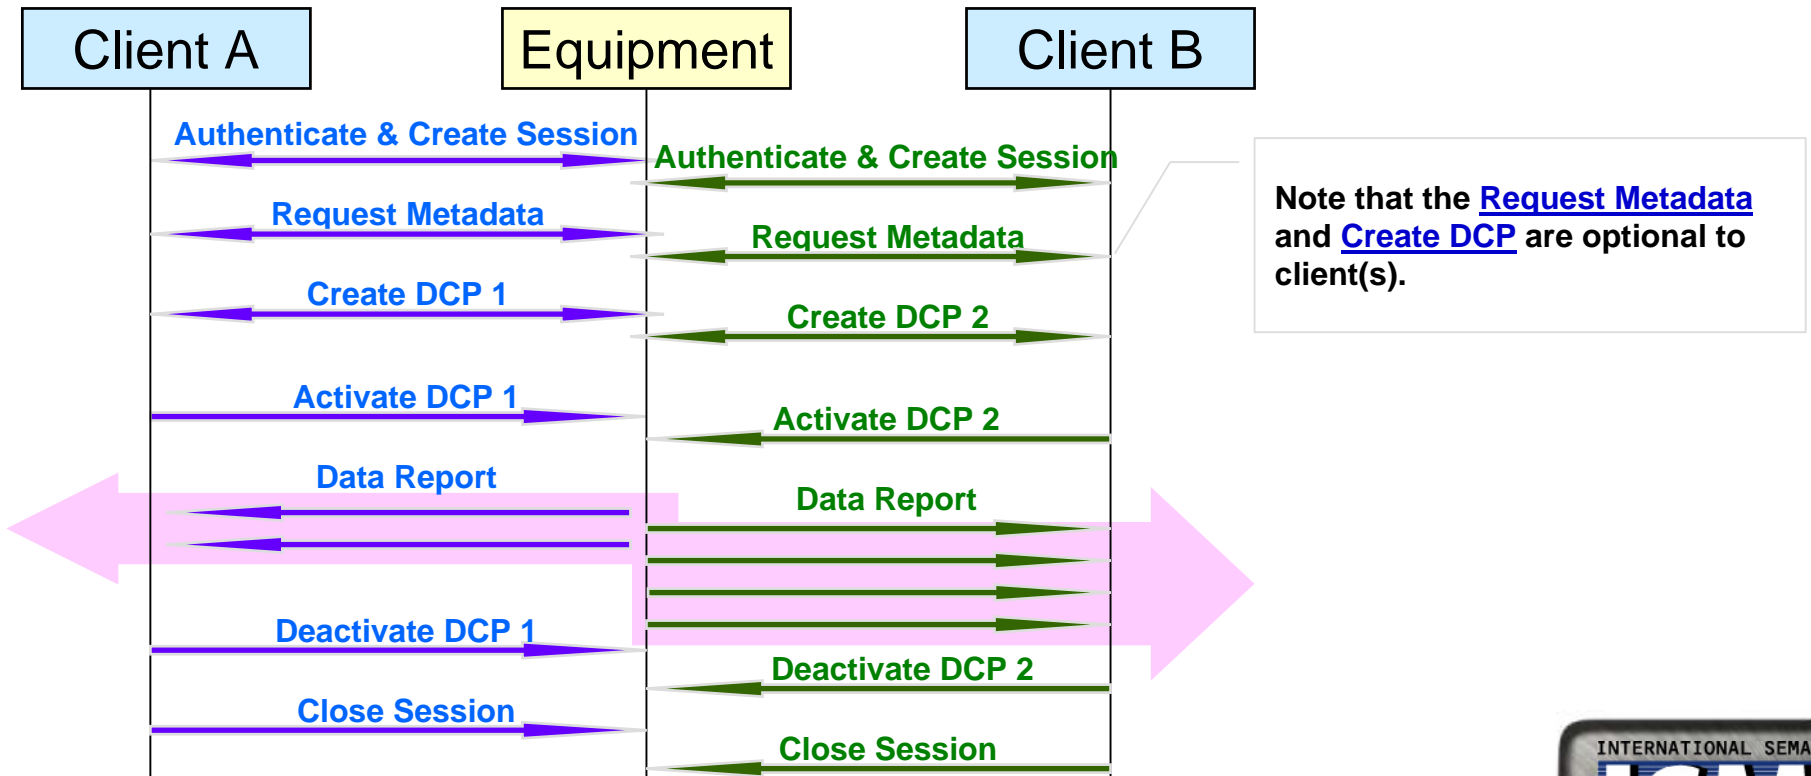 Client A
Equipment
Client B
Authenticate & Create Session
Authenticate & Create Session
Request Metadata
Request Metadata
Note that the Request Metadata
and Create DCP are optional to
client(s).
Create DCP 1
Create DCP 2
Activate DCP 1
Activate DCP 2
Data Report
Data Report
Deactivate DCP 1
Deactivate DCP 2
Close Session
Close Session
INTERNATIONAL SEMA